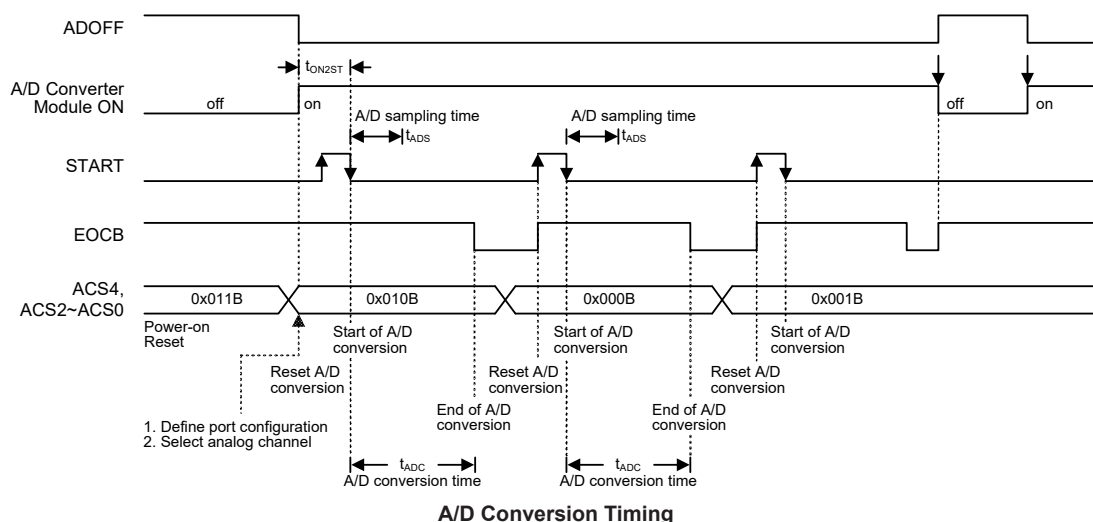 ADOFF
tON2ST
A/D Converter
Module ON
off
on
off
on
A/D sampling time
tADS
A/D sampling time
tADS
START
EOCB
ACS4,
ACS2~ACS0
0x011B
0x010B
0x000B
0x001B
Power-on
Reset
Start of A/D
conversion
Start of A/D
conversion
Start of A/D
conversion
Reset A/D
conversion
Reset A/D
conversion
Reset A/D
conversion
End of A/D
conversion
End of A/D
conversion
1. Define port configuration
2. Select analog channel
tADC
A/D conversion time
tADC
A/D conversion time
A/D Conversion Timing